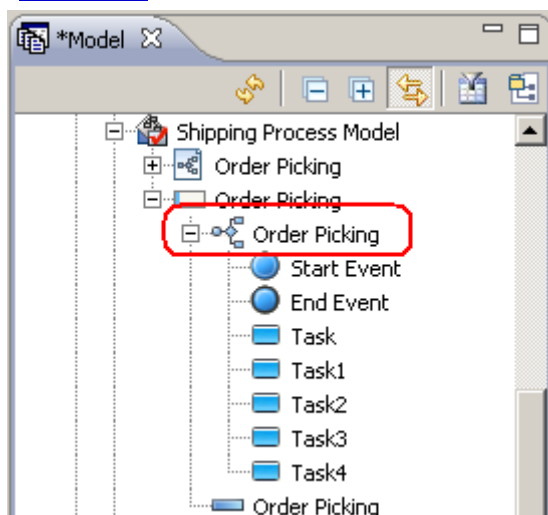 *Model
Shipping Process Model
Order Picking
Order Picking
Order Picking
Start Event
End Event
Task
Task1
Task2
Task3
Task4
Order Picking